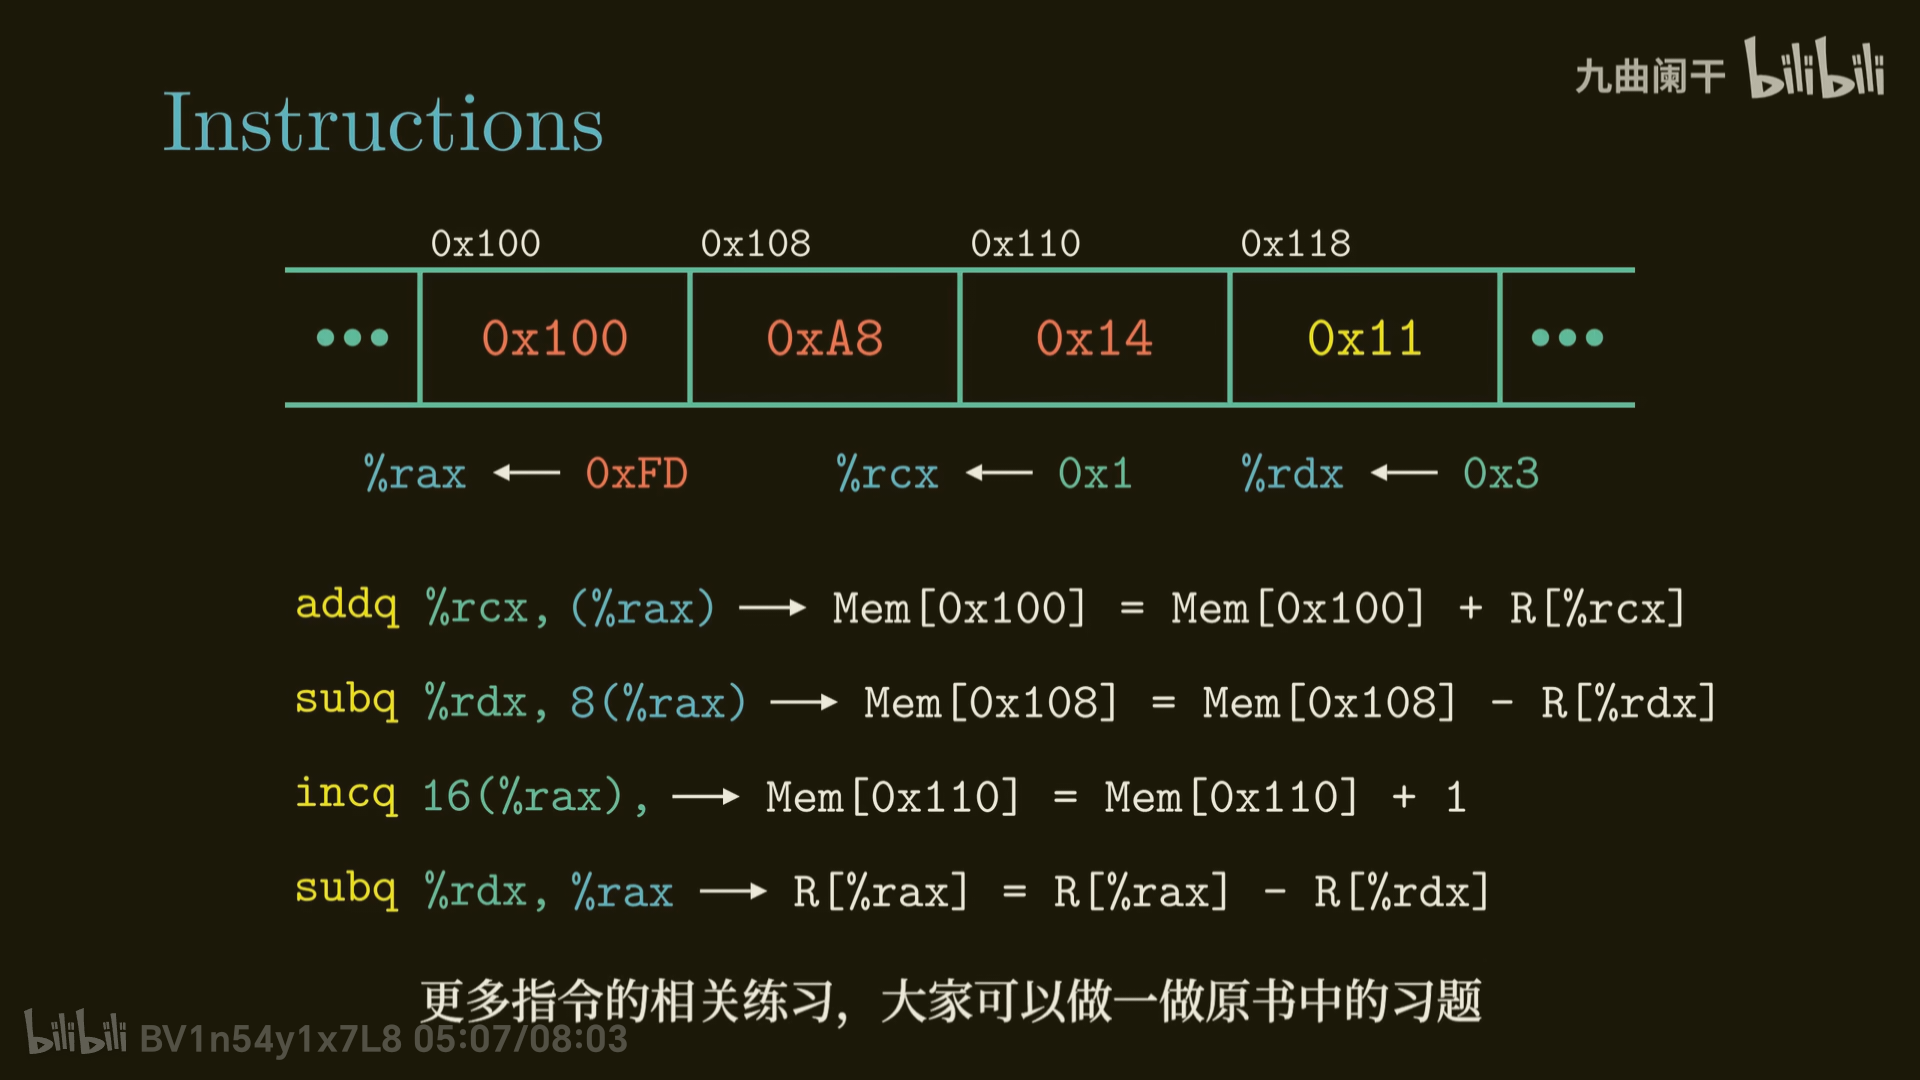 九曲阑干 bilibili
Instructions
0x100 0x108 0x110 0x118
••• 0x100 0xA8 0x14 0x11 •••
%rax ⟵ 0xFD %rcx ⟵ 0x1 %rdx ⟵ 0x3
addq %rcx, (%rax) ⟶ Mem[0x100] = Mem[0x100] + R[%rcx]
subq %rdx, 8(%rax) ⟶ Mem[0x108] = Mem[0x108] - R[%rdx]
incq 16(%rax), ⟶ Mem[0x110] = Mem[0x110] + 1
subq %rdx, %rax ⟶ R[%rax] = R[%rax] - R[%rdx]
更多指令的相关练习，大家可以做一做原书中的习题
bilibili BV1n54y1x7L8 05:07/08:03